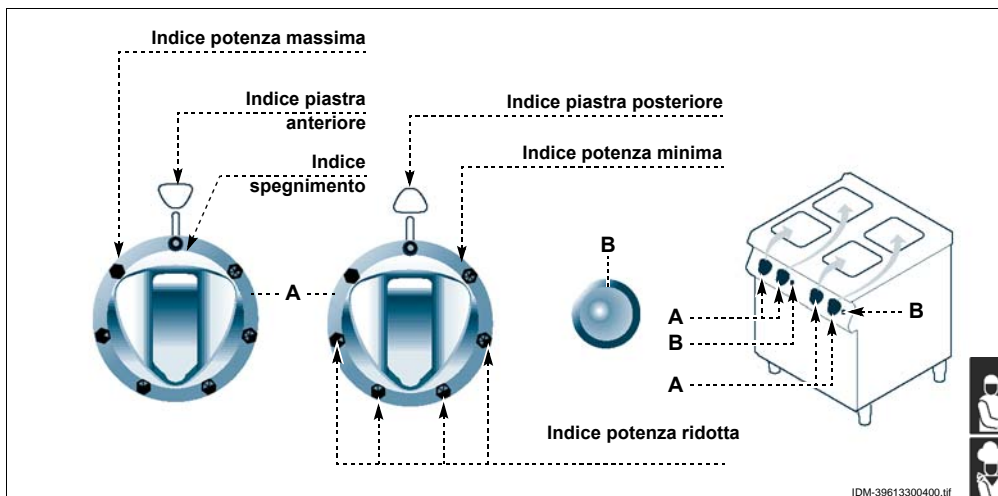 Indice potenza massima
Indice piastra
anteriore
Indice piastra posteriore
Indice
spegnimento
Indice potenza minima
B
A
A
B
B
A
Indice potenza ridotta
IDM-39613300400.tif